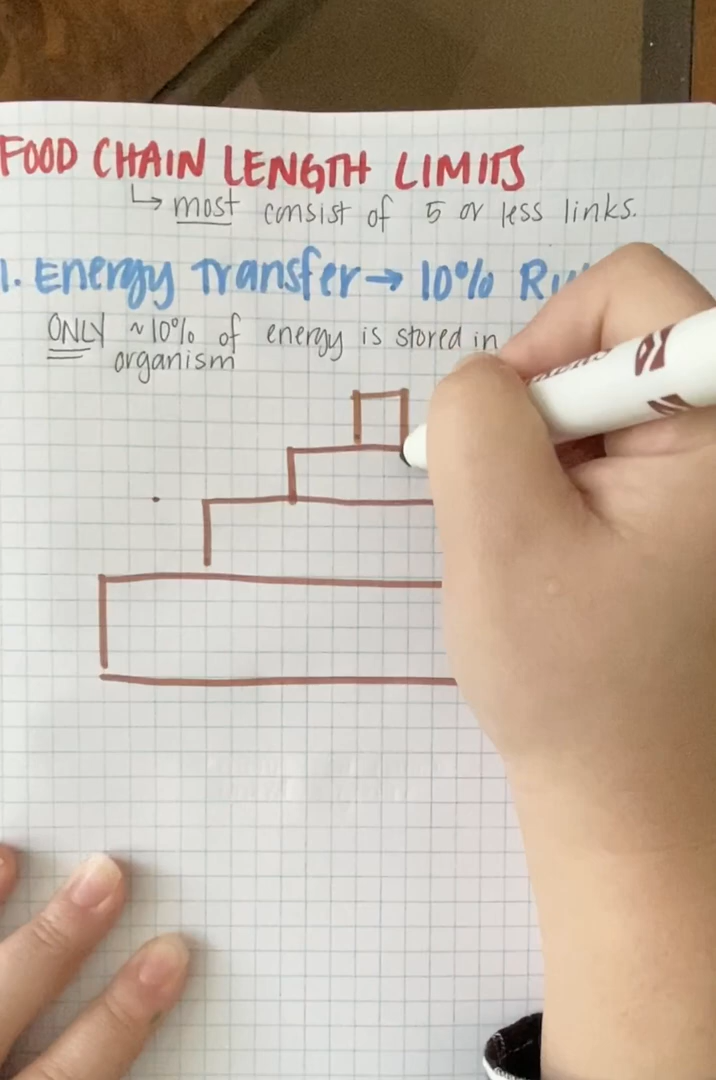 FOOD CHAIN LENGTH LIMITS
↳ most consist of 5 or less links.
1. Energy Transfer → 10%
ONLY ~10% of energy is stored in
organism